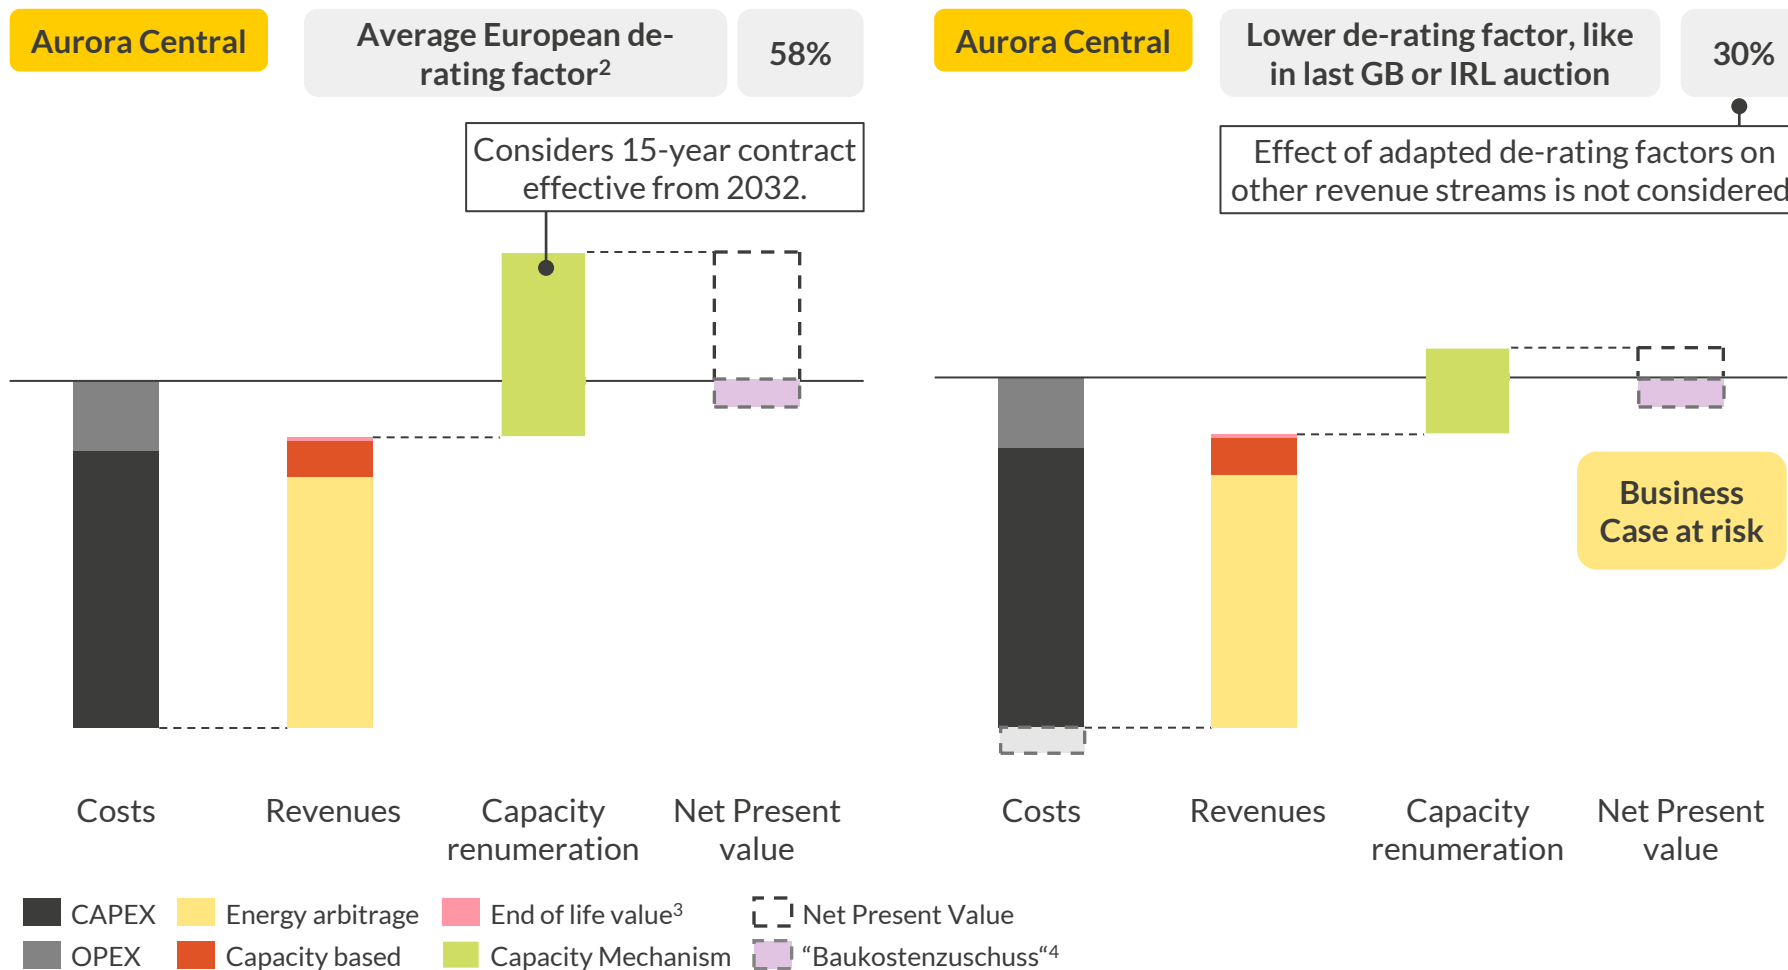 Aurora Central
Average European de-
rating factor²
58%
Considers 15-year contract
effective from 2032.
Costs
Revenues
Capacity
renumeration
Net Present
value
Aurora Central
Lower de-rating factor, like
in last GB or IRL auction
30%
Effect of adapted de-rating factors on
other revenue streams is not considered
Business
Case at risk
Costs
Revenues
Capacity
renumeration
Net Present
value
CAPEX
Energy arbitrage
End of life value³
Net Present Value
OPEX
Capacity based
Capacity Mechanism
“Baukostenzuschuss“⁴